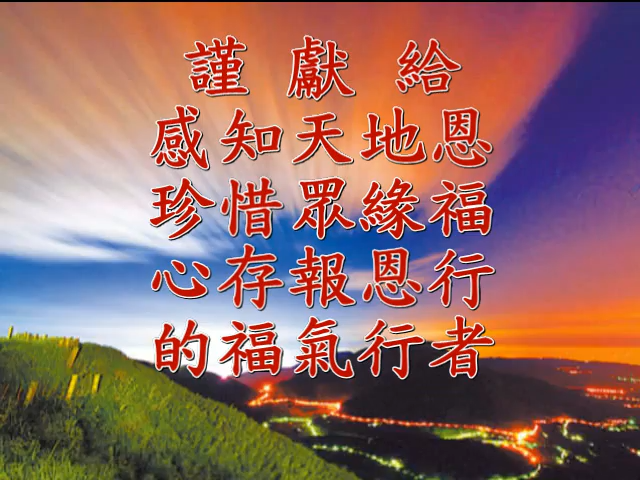 謹獻給
感知天地恩
珍惜眾緣福
心存報恩行
的福氣行者